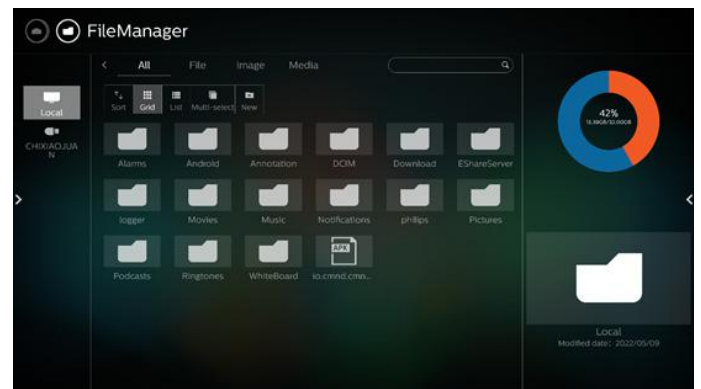 FileManager
All File Image Media
Sort Grid List Multi-select New
Local
CHIXIAOJUA
N
Alarms Android Annotation DCIM Download EShareServer
logger Movies Music Notifications philips Pictures
APK
Podcasts Ringtones WhiteBoard io.cmnd.cmn...
42%
Local
Modified date: 2022/05/09